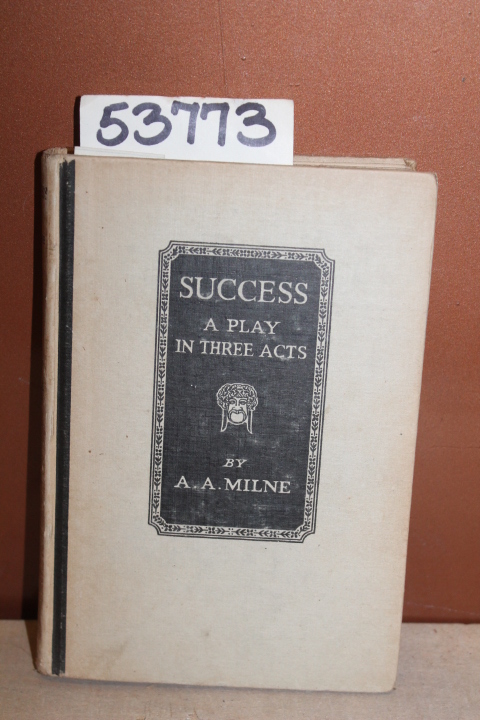 53773
SUCCESS
A PLAY
IN THREE ACTS
BY
A. A. MILNE